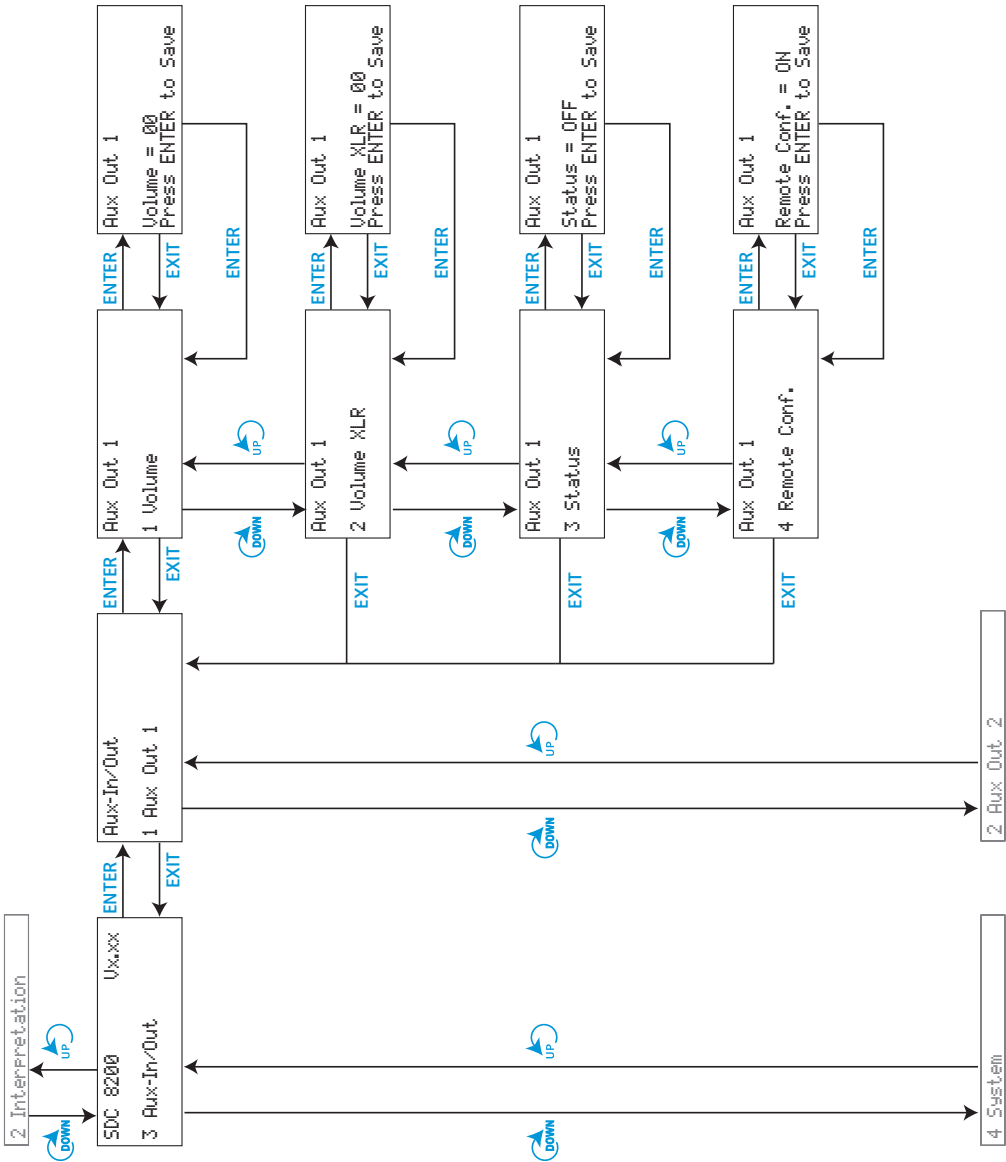 2 Interpretation
DOWN
UP
SDC 8200 Vx.xx
3 Aux-In/Out
ENTER
EXIT
DOWN
UP
4 System
Aux-In/Out
1 Aux Out 1
ENTER
EXIT
DOWN
UP
2 Aux Out 2
Aux Out 1
1 Volume
ENTER
EXIT
Aux Out 1
Volume = 00
Press ENTER to Save
ENTER
DOWN
UP
Aux Out 1
2 Volume XLR
EXIT
ENTER
EXIT
Aux Out 1
Volume XLR = 00
Press ENTER to Save
ENTER
DOWN
UP
Aux Out 1
3 Status
EXIT
ENTER
EXIT
Aux Out 1
Status = OFF
Press ENTER to Save
ENTER
DOWN
UP
Aux Out 1
4 Remote Conf.
EXIT
ENTER
EXIT
Aux Out 1
Remote Conf. = ON
Press ENTER to Save
ENTER